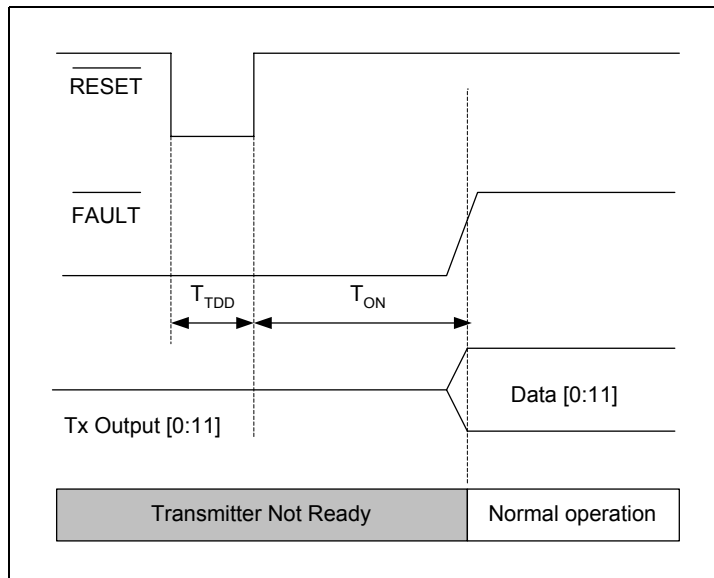 RESET
FAULT
TTDD
TON
Data [0:11]
Tx Output [0:11]
Transmitter Not Ready
Normal operation